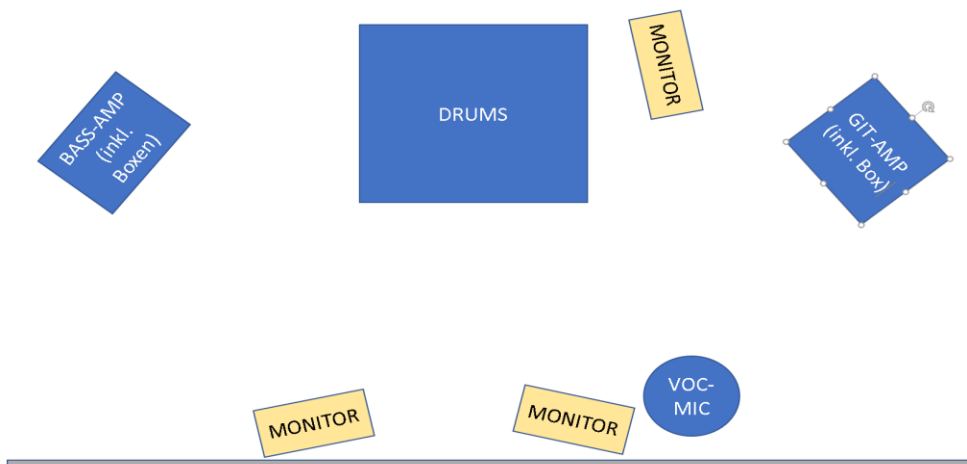 MONITOR
DRUMS
BASS-AMP
(inkl.
Boxen)
GIT-AMP
(inkl. Box)
VOC-
MIC
MONITOR
MONITOR